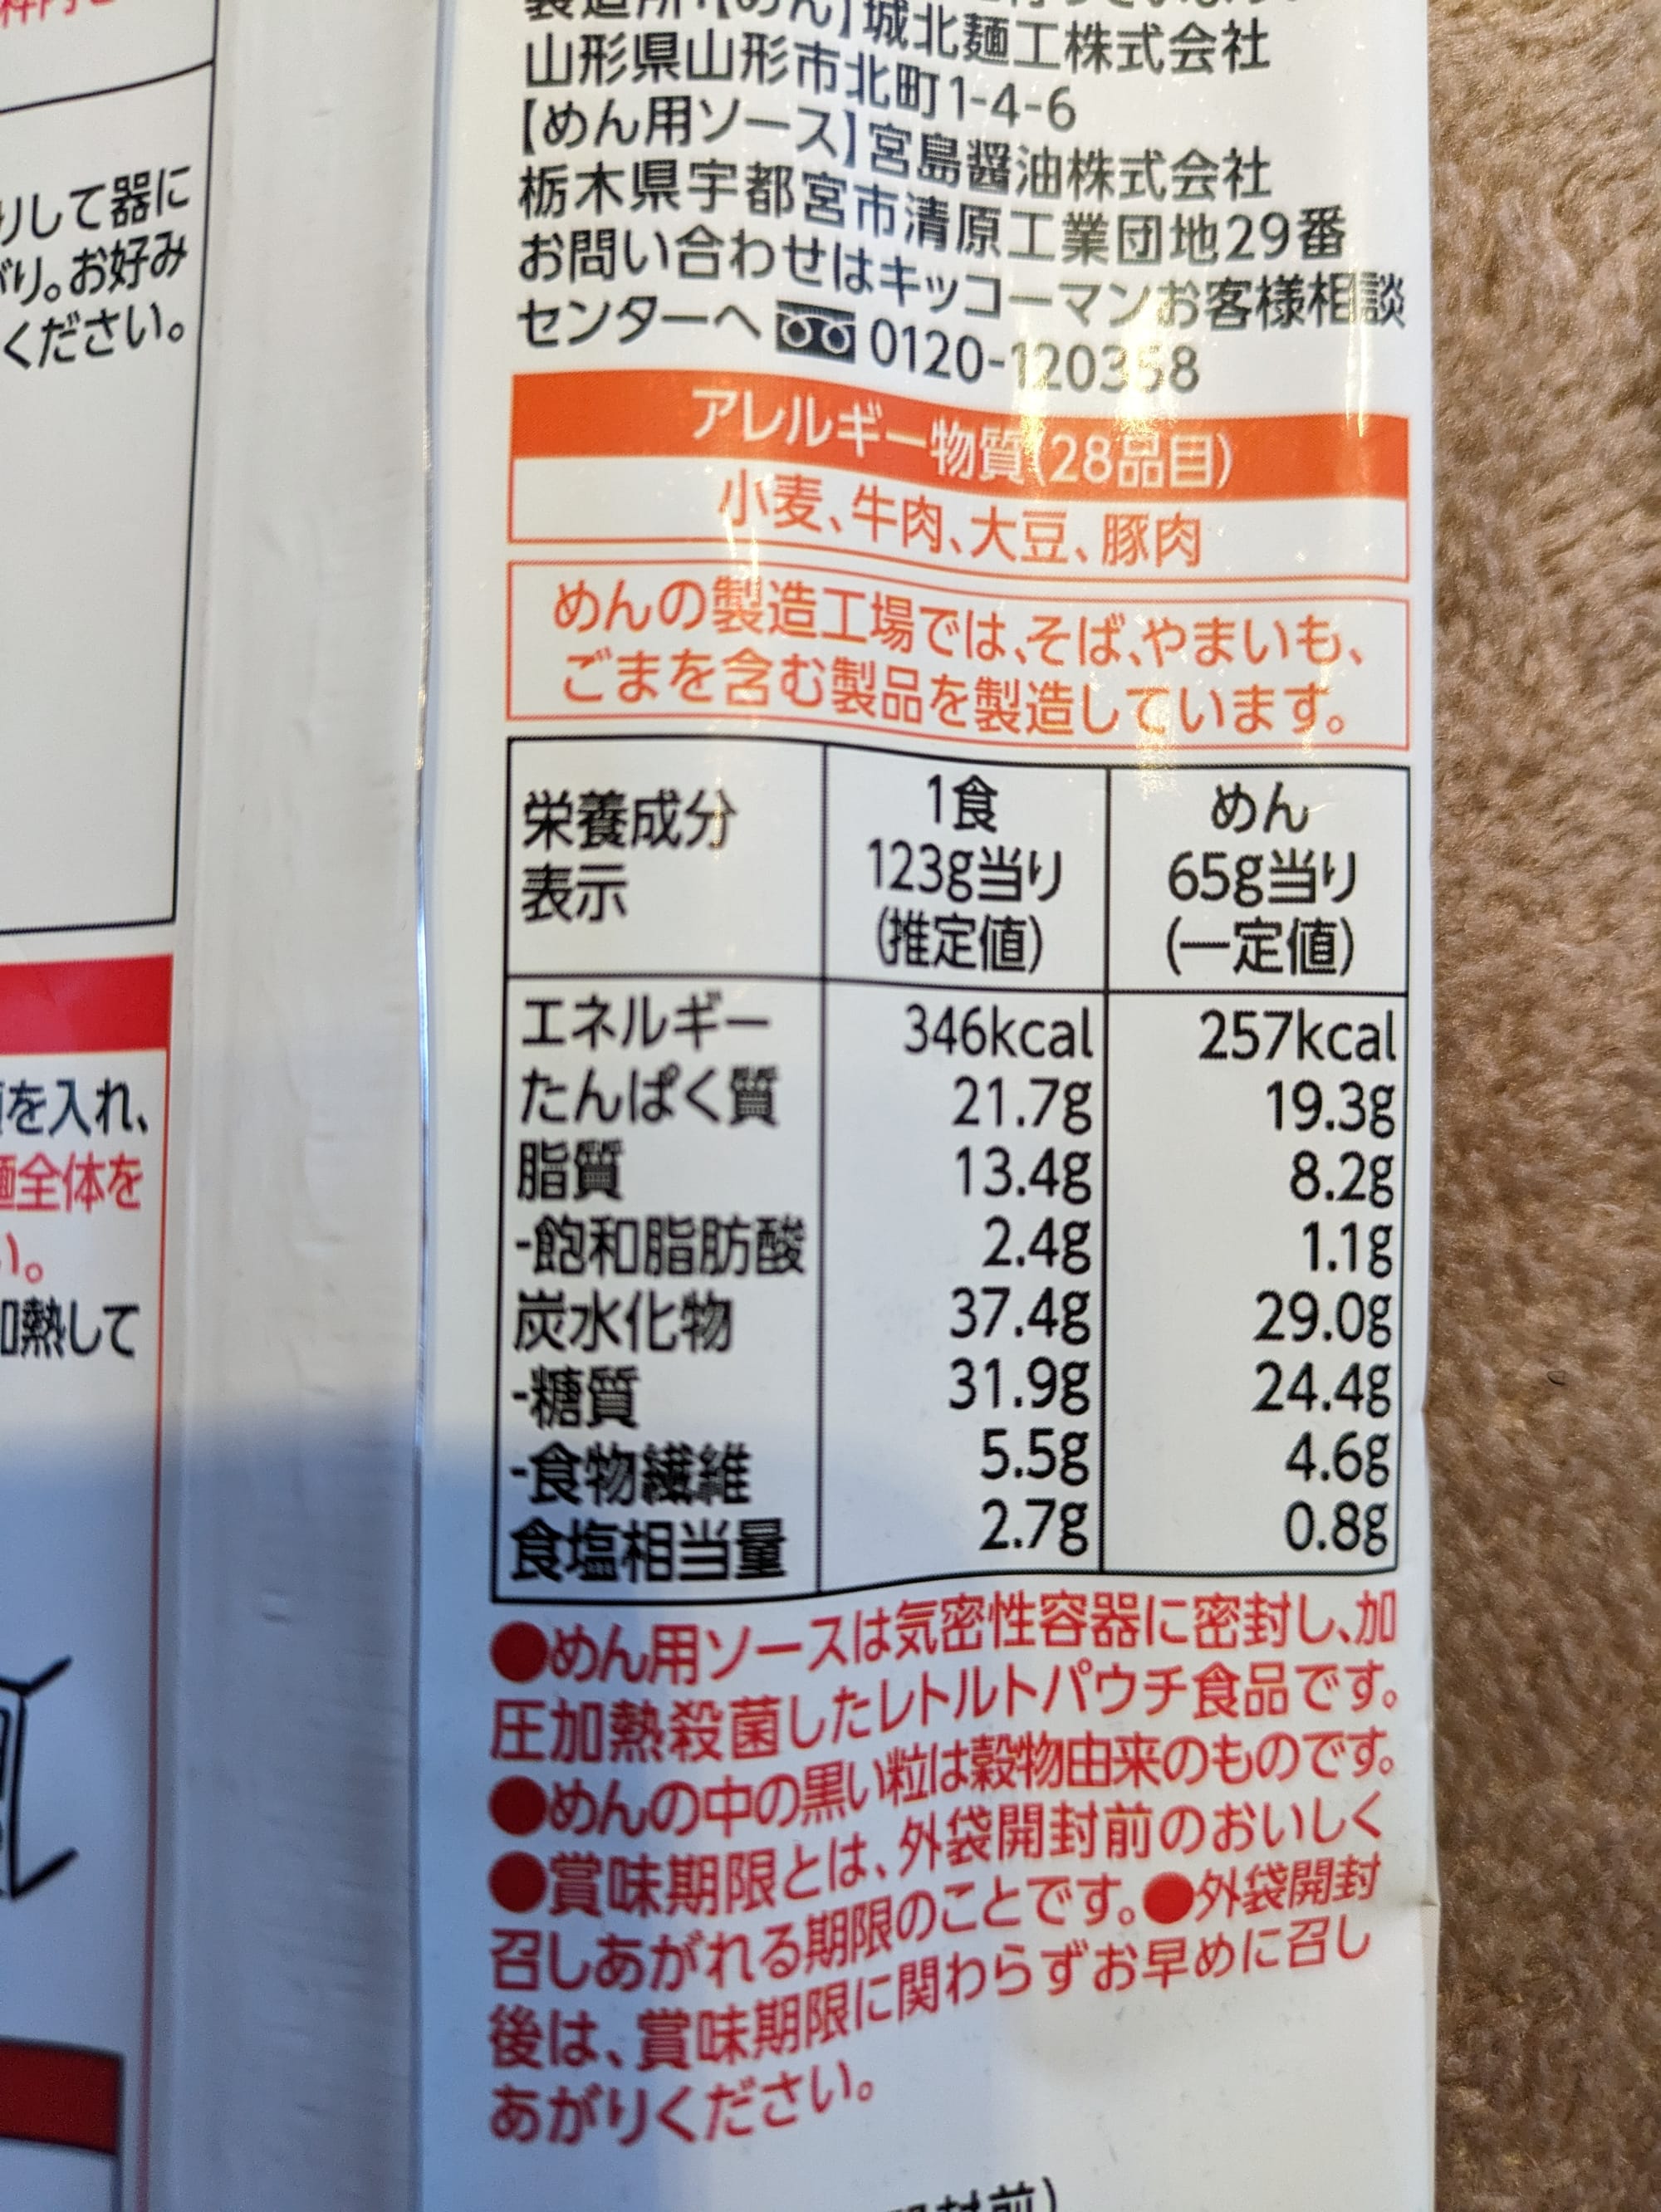 りして器に
がり。お好み
ください。
を入れ、
全体を
い。
加熱して
製造所:【めん】城北麺工株式会社
山形県山形市北町1-4-6
【めん用ソース】宮島醤油株式会社
栃木県宇都宮市清原工業団地29番
お問い合わせはキッコーマンお客様相談
センターへ 0120-120358
アレルギー物質(28品目)
小麦、牛肉、大豆、豚肉
めんの製造工場では、そば、やまいも、
ごまを含む製品を製造しています。
栄養成分表示 1食123g当り(推定値) めん65g当り(一定値)
エネルギー 346kcal 257kcal
たんぱく質 21.7g 19.3g
脂質 13.4g 8.2g
-飽和脂肪酸 2.4g 1.1g
炭水化物 37.4g 29.0g
-糖質 31.9g 24.4g
-食物繊維 5.5g 4.6g
食塩相当量 2.7g 0.8g
●めん用ソースは気密性容器に密封し、加
圧加熱殺菌したレトルトパウチ食品です。
●めんの中の黒い粒は穀物由来のものです。
●賞味期限とは、外袋開封前のおいしく
召しあがれる期限のことです。●外袋開封
後は、賞味期限に関わらずお早めに召し
あがりください。
封前)